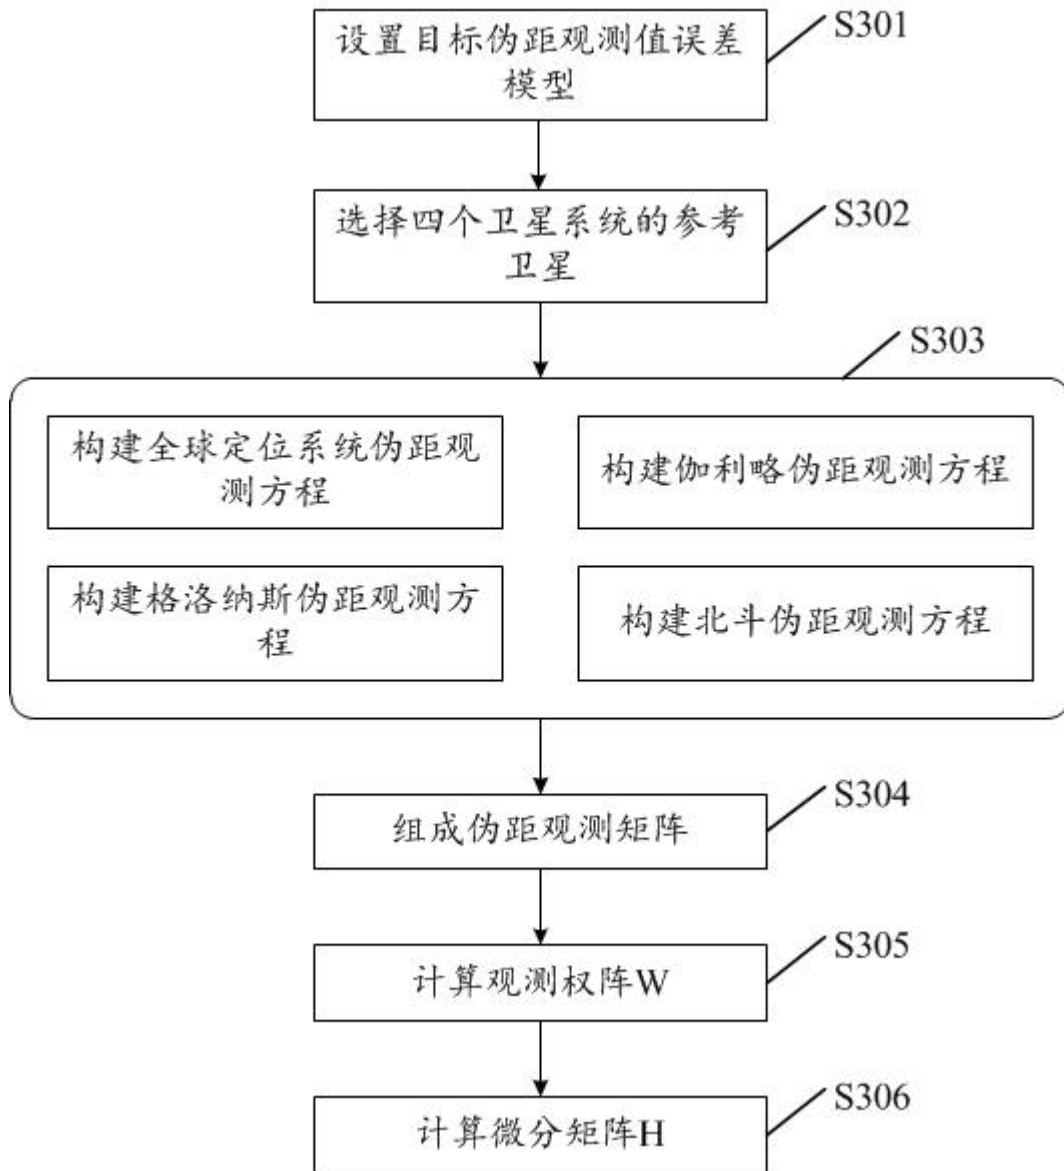 设置目标伪距观测值误差
模型
S301
选择四个卫星系统的参考
卫星
S302
S303
构建全球定位系统伪距观
测方程
构建伽利略伪距观测方程
构建格洛纳斯伪距观测方
程
构建北斗伪距观测方程
组成伪距观测矩阵
S304
计算观测权阵W
S305
计算微分矩阵H
S306